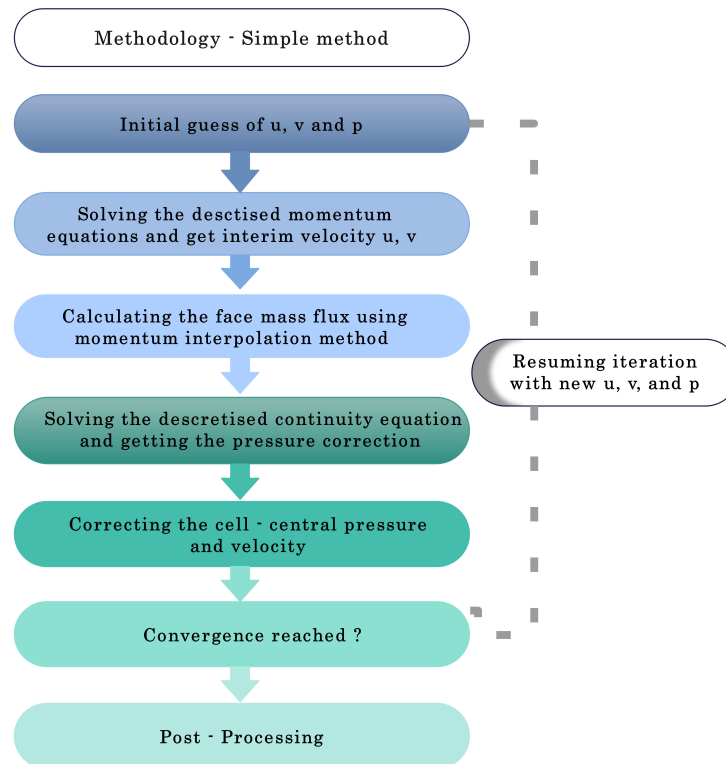 Methodology - Simple method
Initial guess of u, v and p
Solving the desctised momentum
equations and get interim velocity u, v
Calculating the face mass flux using
momentum interpolation method
Resuming iteration
with new u, v, and p
Solving the descretised continuity equation
and getting the pressure correction
Correcting the cell - central pressure
and velocity
Convergence reached ?
Post - Processing